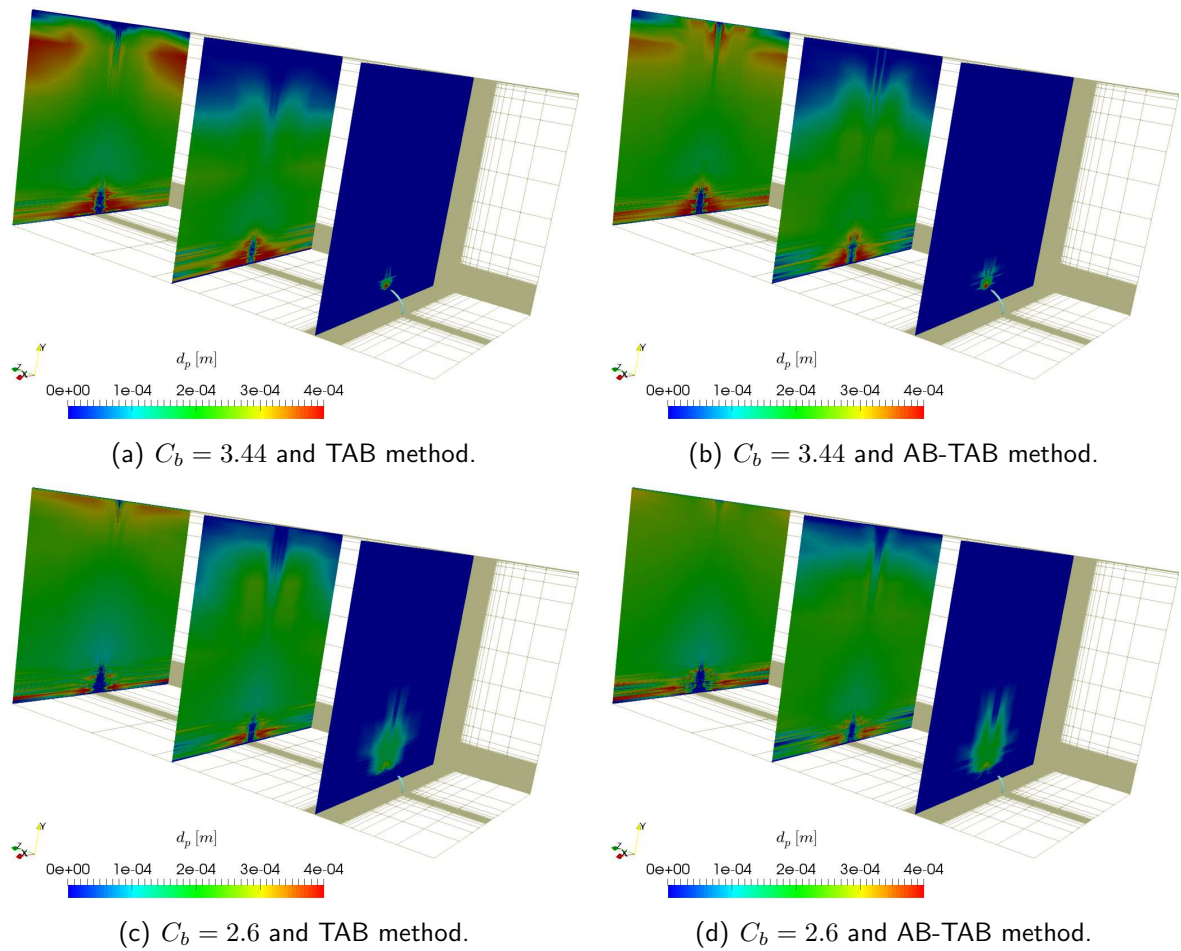 d_p [m]
0e+00 1e-04 2e-04 3e-04 4e-04
d_p [m]
0e+00 1e-04 2e-04 3e-04 4e-04
(a) C_b = 3.44 and TAB method.
(b) C_b = 3.44 and AB-TAB method.
d_p [m]
0e+00 1e-04 2e-04 3e-04 4e-04
d_p [m]
0e+00 1e-04 2e-04 3e-04 4e-04
(c) C_b = 2.6 and TAB method.
(d) C_b = 2.6 and AB-TAB method.
Y
Z
X
Y
Z
X
Y
Z
X
Y
Z
X